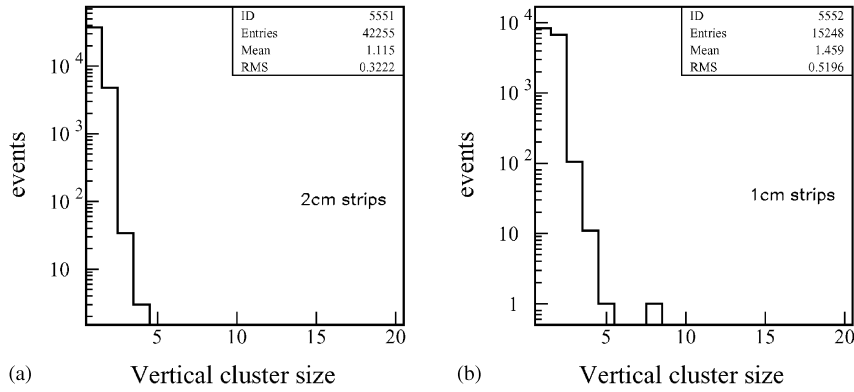 ID 5551
Entries 42255
Mean 1.115
RMS 0.3222
10 4
10 3
10 2
10
events
2cm strips
5 10 15 20
(a) Vertical cluster size
ID 5552
Entries 15248
Mean 1.459
RMS 0.5196
10 4
10 3
10 2
10
1
events
1cm strips
5 10 15 20
(b) Vertical cluster size